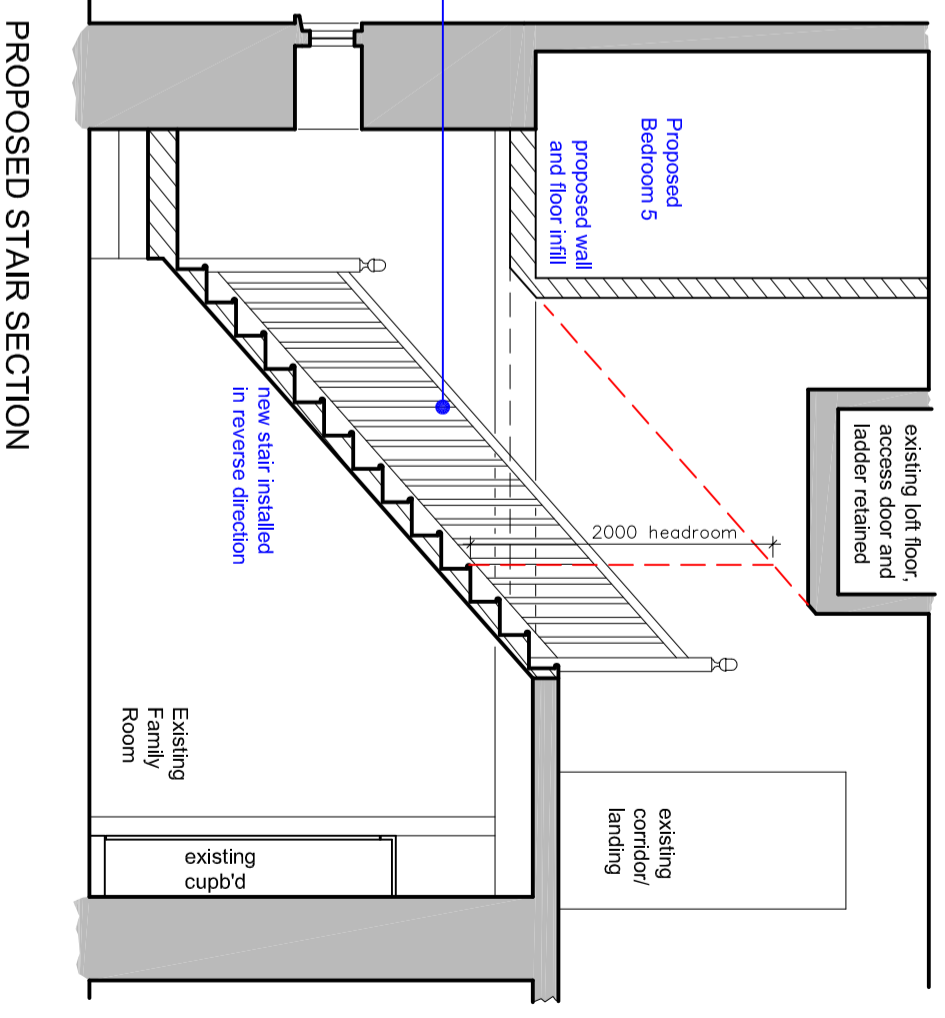 PROPOSED STAIR SECTION
Proposed
Bedroom 5
proposed wall
and floor infill
existing loft floor,
access door and
ladder retained
2000 headroom
new stair installed
in reverse direction
Existing
Family
Room
existing
corridor/
landing
existing
cupb'd